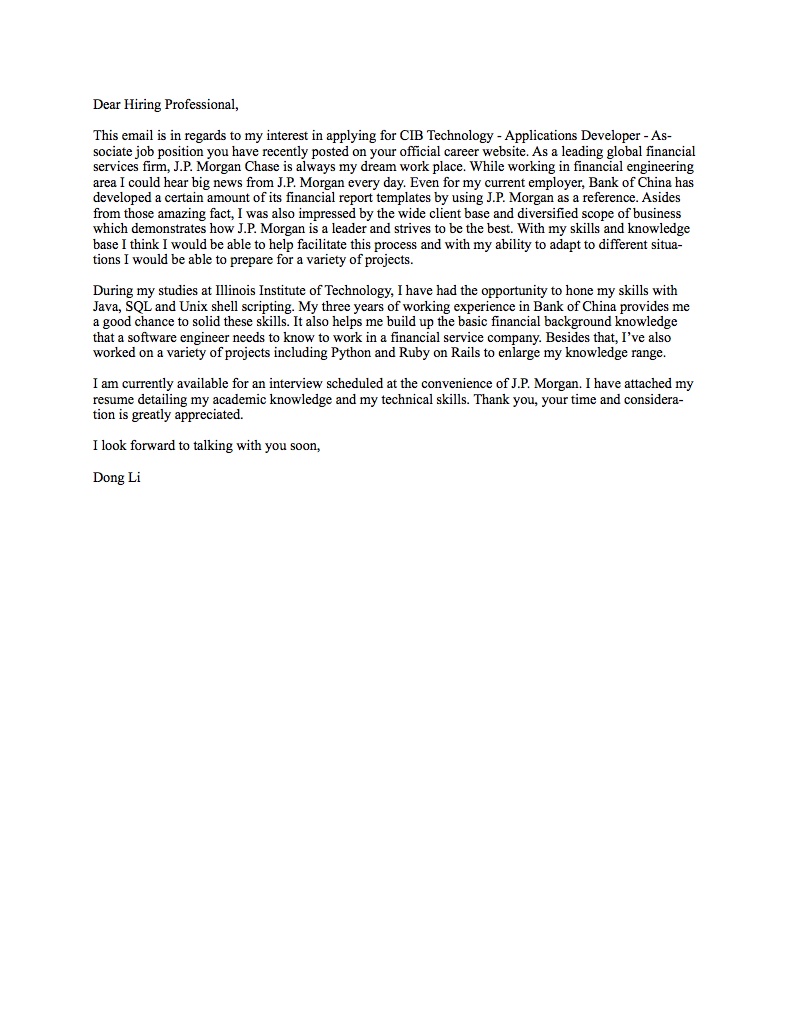 Dear Hiring Professional,
This email is in regards to my interest in applying for CIB Technology - Applications Developer - As-
sociate job position you have recently posted on your official career website. As a leading global financial
services firm, J.P. Morgan Chase is always my dream work place. While working in financial engineering
area I could hear big news from J.P. Morgan every day. Even for my current employer, Bank of China has
developed a certain amount of its financial report templates by using J.P. Morgan as a reference. Asides
from those amazing fact, I was also impressed by the wide client base and diversified scope of business
which demonstrates how J.P. Morgan is a leader and strives to be the best. With my skills and knowledge
base I think I would be able to help facilitate this process and with my ability to adapt to different situa-
tions I would be able to prepare for a variety of projects.
During my studies at Illinois Institute of Technology, I have had the opportunity to hone my skills with
Java, SQL and Unix shell scripting. My three years of working experience in Bank of China provides me
a good chance to solid these skills. It also helps me build up the basic financial background knowledge
that a software engineer needs to know to work in a financial service company. Besides that, I’ve also
worked on a variety of projects including Python and Ruby on Rails to enlarge my knowledge range.
I am currently available for an interview scheduled at the convenience of J.P. Morgan. I have attached my
resume detailing my academic knowledge and my technical skills. Thank you, your time and considera-
tion is greatly appreciated.
I look forward to talking with you soon,
Dong Li